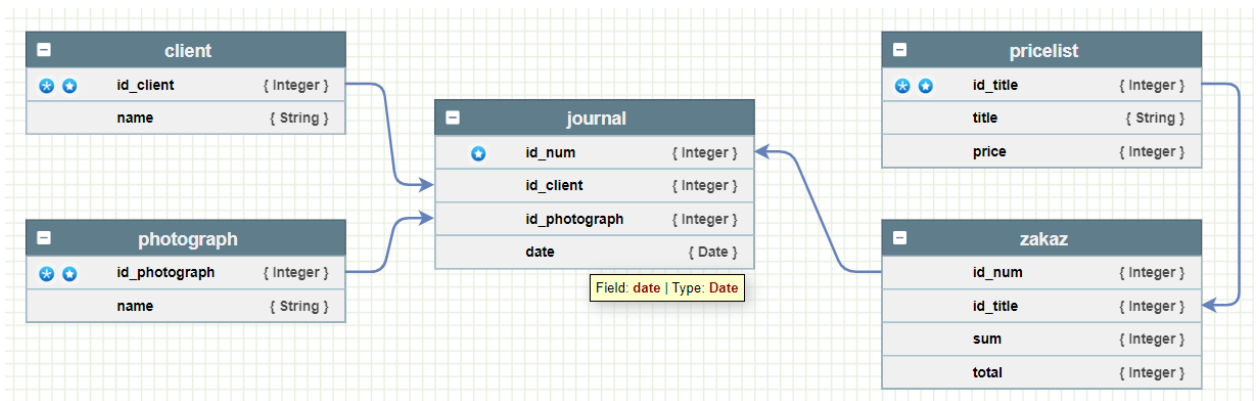 client
id_client { Integer }
name { String }
photograph
id_photograph { Integer }
name { String }
journal
id_num { Integer }
id_client { Integer }
id_photograph { Integer }
date { Date }
Field: date | Type: Date
pricelist
id_title { Integer }
title { String }
price { Integer }
zakaz
id_num { Integer }
id_title { Integer }
sum { Integer }
total { Integer }